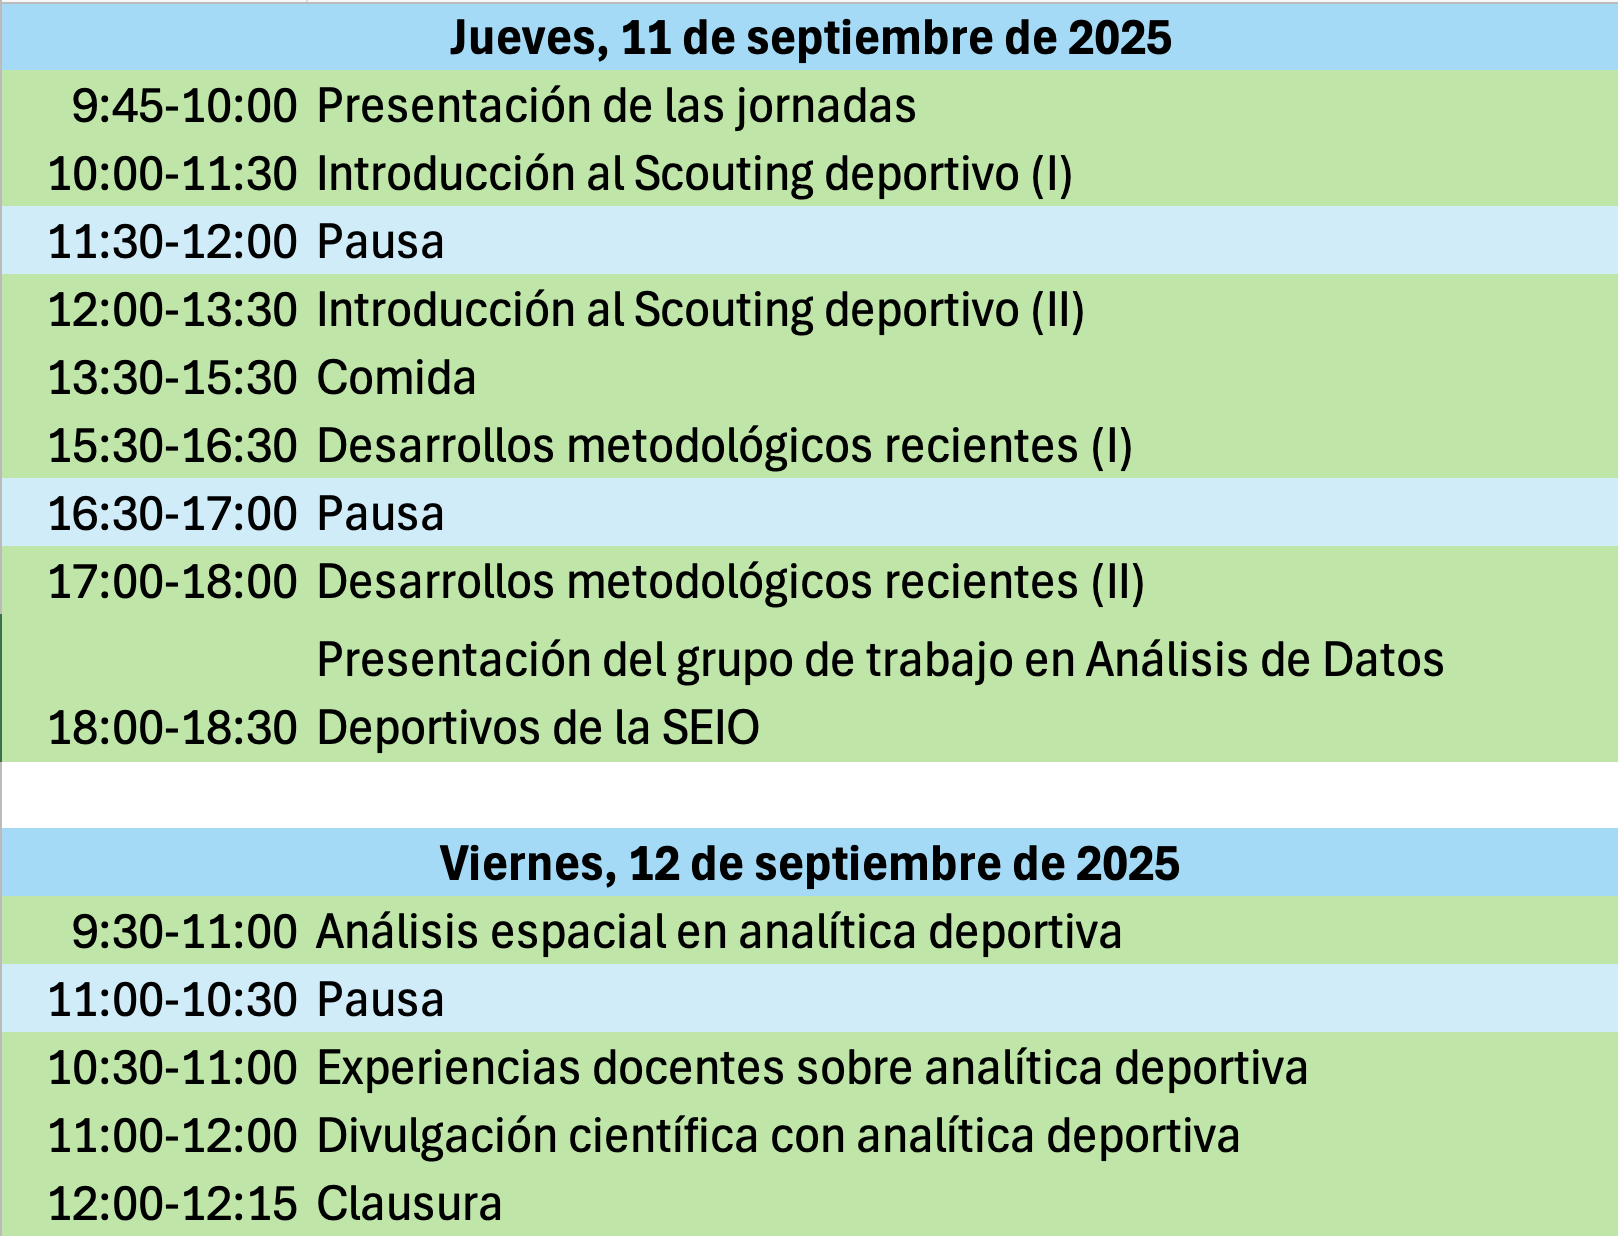 Jueves, 11 de septiembre de 2025
9:45-10:00 Presentación de las jornadas
10:00-11:30 Introducción al Scouting deportivo (I)
11:30-12:00 Pausa
12:00-13:30 Introducción al Scouting deportivo (II)
13:30-15:30 Comida
15:30-16:30 Desarrollos metodológicos recientes (I)
16:30-17:00 Pausa
17:00-18:00 Desarrollos metodológicos recientes (II)
Presentación del grupo de trabajo en Análisis de Datos
18:00-18:30 Deportivos de la SEIO
Viernes, 12 de septiembre de 2025
9:30-11:00 Análisis espacial en analítica deportiva
11:00-10:30 Pausa
10:30-11:00 Experiencias docentes sobre analítica deportiva
11:00-12:00 Divulgación científica con analítica deportiva
12:00-12:15 Clausura